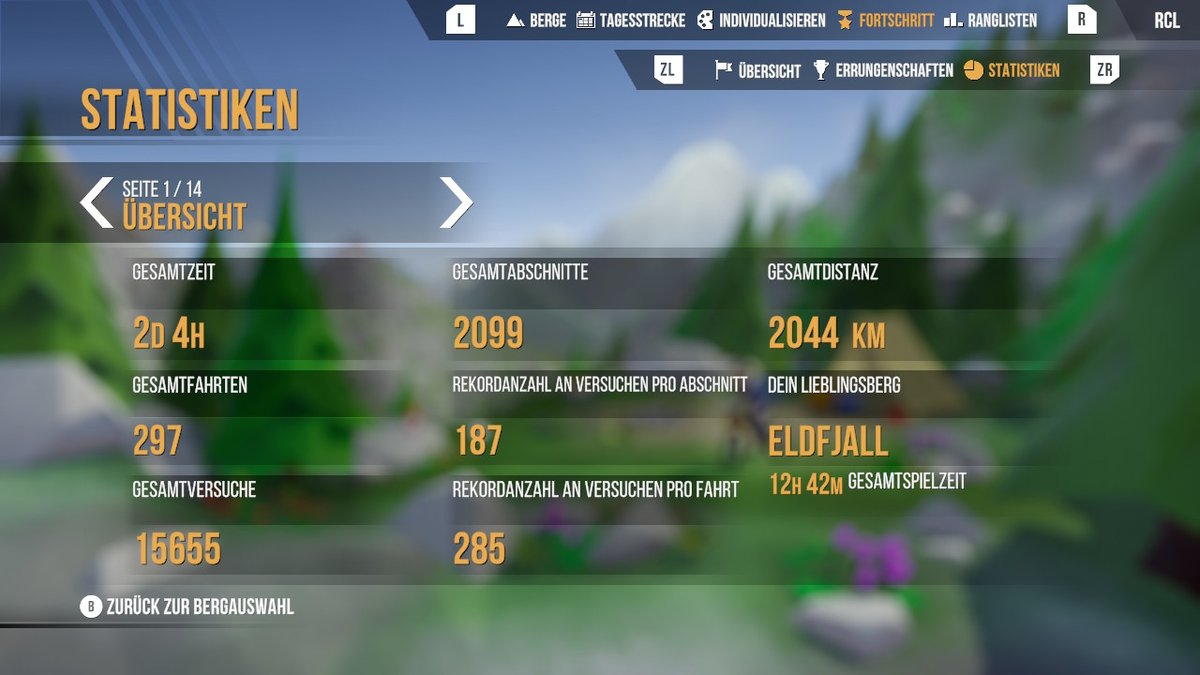 L BERGE TAGESSTRECKE INDIVIDUALISIEREN FORTSCHRITT RANGLISTEN R RCL
ZL ÜBERSICHT ERRUNGENSCHAFTEN STATISTIKEN ZR
STATISTIKEN
SEITE 1 / 14
ÜBERSICHT
GESAMTZEIT GESAMTABSCHNITTE GESAMTDISTANZ
2D 4H 2099 2044 KM
GESAMTFAHRTEN REKORDANZAHL AN VERSUCHEN PRO ABSCHNITT DEIN LIEBLINGSBERG
297 187 ELDFJALL
12H 42M GESAMTSPIELZEIT
GESAMTVERSUCHE REKORDANZAHL AN VERSUCHEN PRO FAHRT
15655 285
B ZURÜCK ZUR BERGAUSWAHL